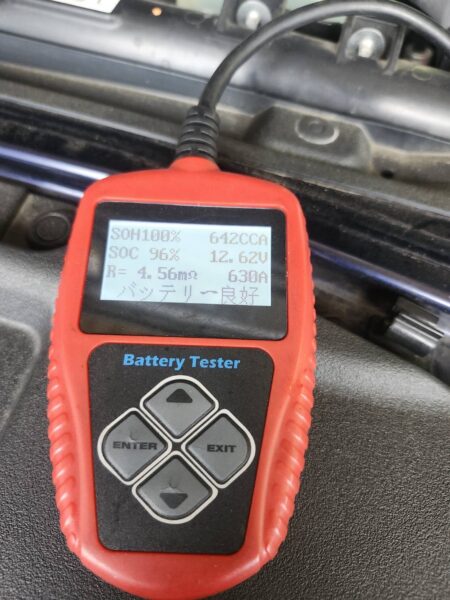 SOH100% 642CCA
SOC 96% 12.62V
R= 4.56mΩ 630A
バッテリー良好
Battery Tester
ENTER
EXIT